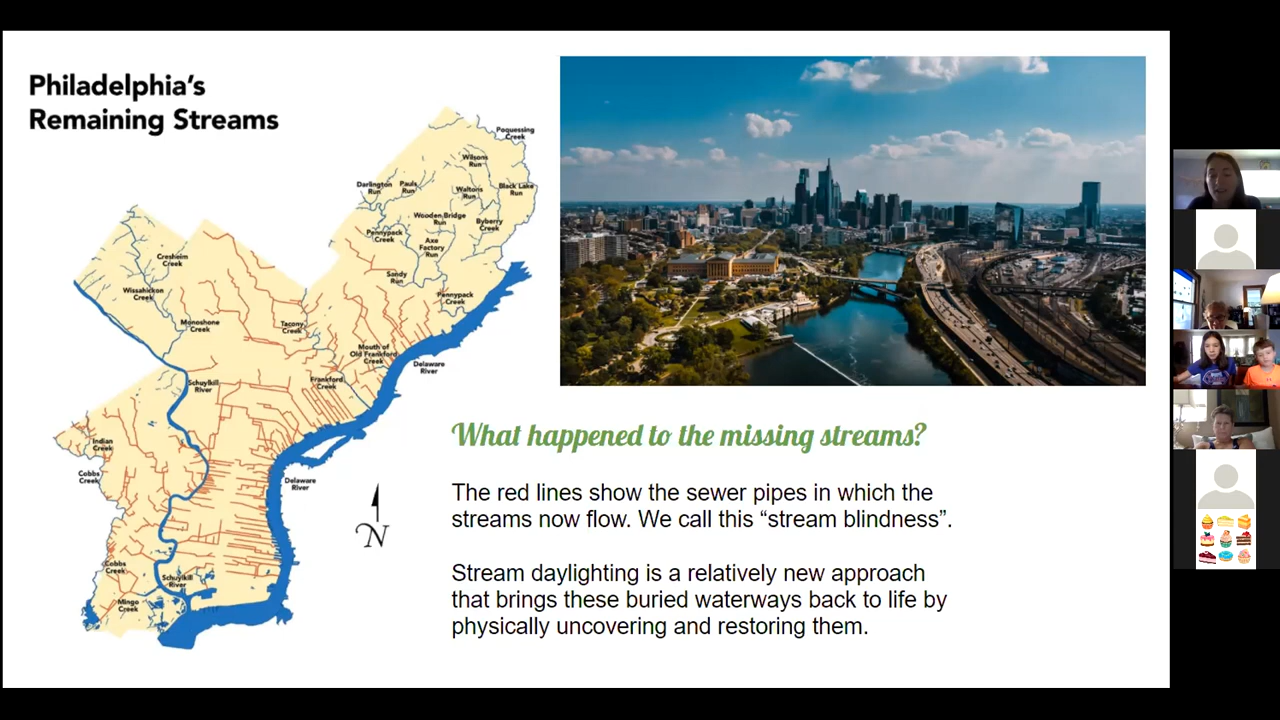 Philadelphia's
Remaining Streams
Poquessing
Creek
Wilsons
Run
Darlington
Run
Pauls
Run
Waltons
Run
Black Lake
Run
Wooden Bridge
Run
Byberry
Creek
Pennypack
Creek
Axe
Factory
Run
Cresheim
Creek
Sandy
Run
Wissahickon
Creek
Pennypack
Creek
Monoshone
Creek
Tacony
Creek
Mouth of
Old Frankford
Creek
Delaware
River
Schuylkill
River
Frankford
Creek
Indian
Creek
Cobbs
Creek
Delaware
River
N
Cobbs
Creek
Schuylkill
River
Mingo
Creek
What happened to the missing streams?
The red lines show the sewer pipes in which the
streams now flow. We call this “stream blindness”.
Stream daylighting is a relatively new approach
that brings these buried waterways back to life by
physically uncovering and restoring them.